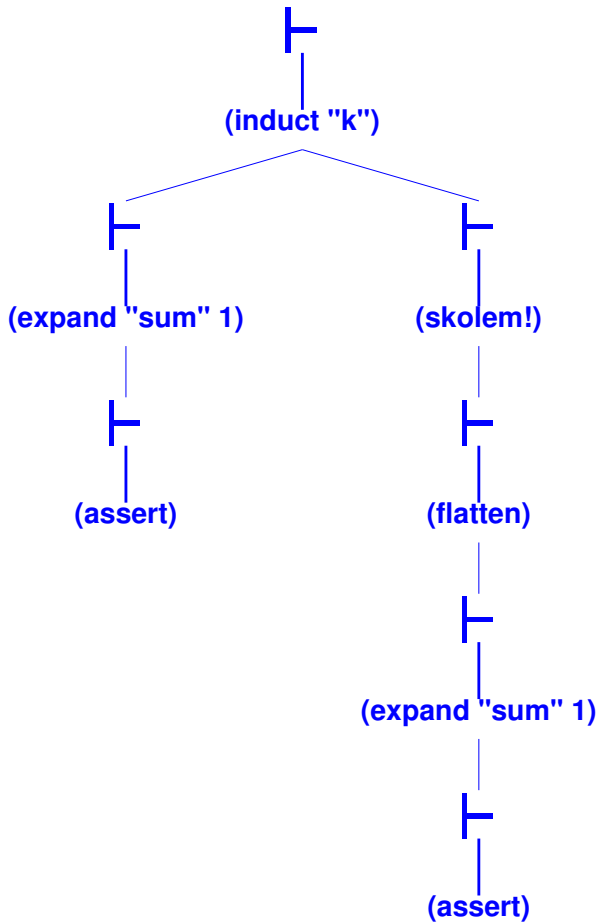 ⊢
(induct "k")
⊢ ⊢
(expand "sum" 1) (skolem!)
⊢ ⊢
(assert) (flatten)
⊢
(expand "sum" 1)
⊢
(assert)